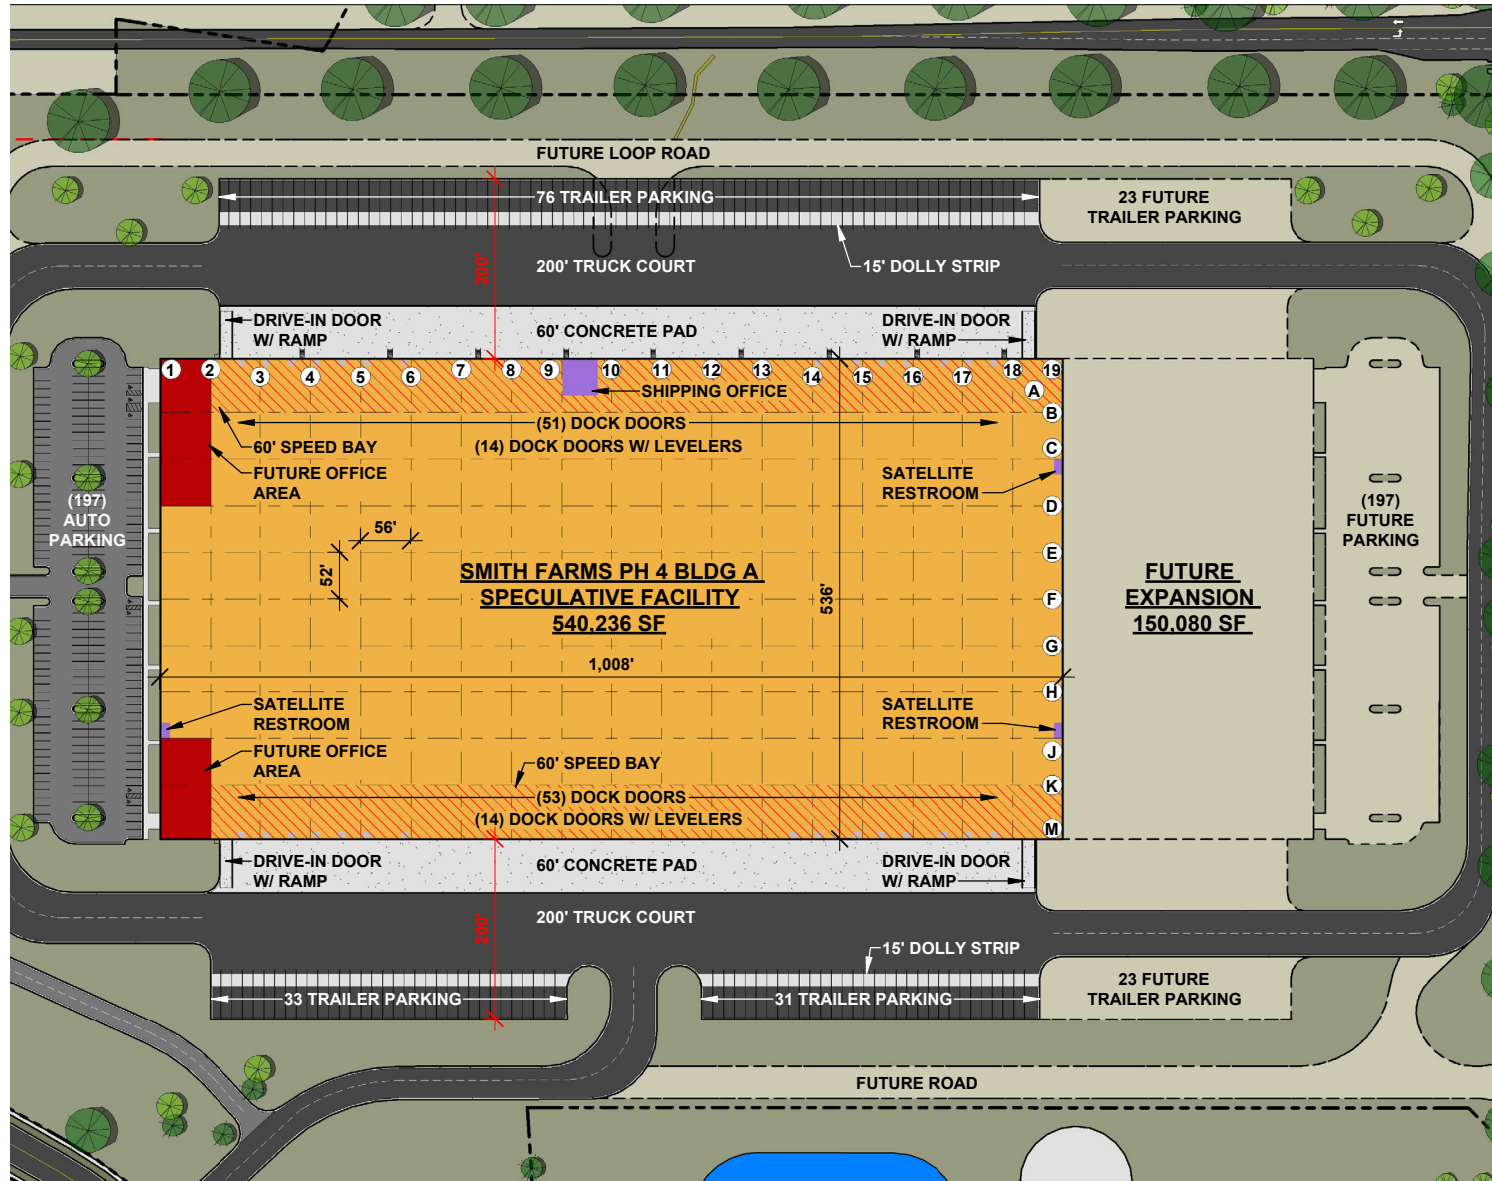 FUTURE LOOP ROAD
76 TRAILER PARKING
23 FUTURE
TRAILER PARKING
200'
200' TRUCK COURT
15' DOLLY STRIP
DRIVE-IN DOOR
W/ RAMP
60' CONCRETE PAD
DRIVE-IN DOOR
W/ RAMP
1 2 3 4 5 6 7 8 9 10 11 12 13 14 15 16 17 18 19
SHIPPING OFFICE
A
B
(51) DOCK DOORS
60' SPEED BAY
(14) DOCK DOORS W/ LEVELERS
C
FUTURE OFFICE
AREA
SATELLITE
RESTROOM
D
(197)
AUTO
PARKING
(197)
FUTURE
PARKING
56'
E
52'
SMITH FARMS PH 4 BLDG A
SPECULATIVE FACILITY
540,236 SF
536'
F
FUTURE
EXPANSION
150,080 SF
G
1,008'
H
SATELLITE
RESTROOM
SATELLITE
RESTROOM
FUTURE OFFICE
AREA
J
60' SPEED BAY
K
(53) DOCK DOORS
(14) DOCK DOORS W/ LEVELERS
M
DRIVE-IN DOOR
W/ RAMP
60' CONCRETE PAD
DRIVE-IN DOOR
W/ RAMP
200'
200' TRUCK COURT
15' DOLLY STRIP
33 TRAILER PARKING
31 TRAILER PARKING
23 FUTURE
TRAILER PARKING
FUTURE ROAD